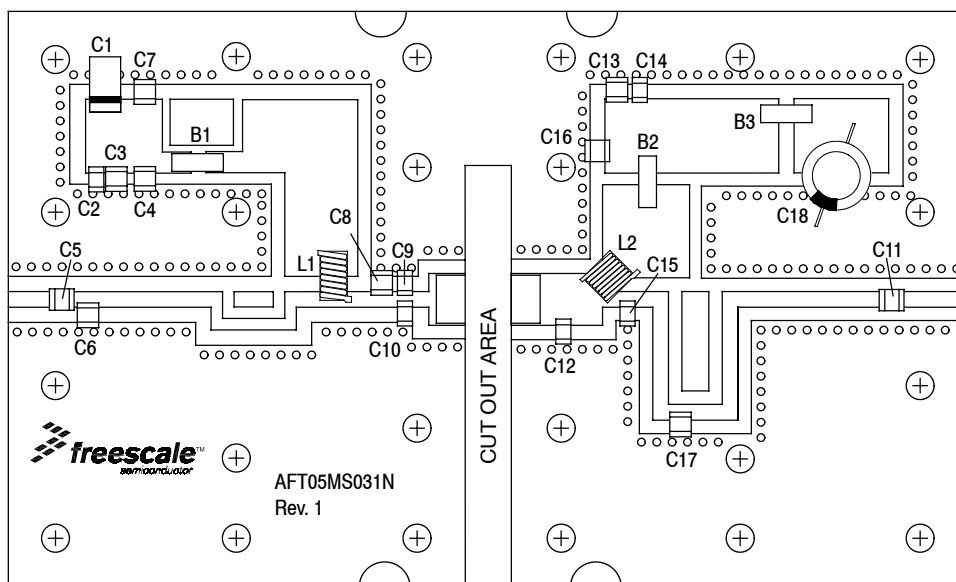 C1
C7
B1
C3
C2
C4
C5
C6
L1
C8
C9
C10
CUT OUT AREA
C13
C14
C16
B2
B3
C18
L2
C15
C11
C12
C17
freescale™
semiconductor
AFT05MS031N
Rev. 1